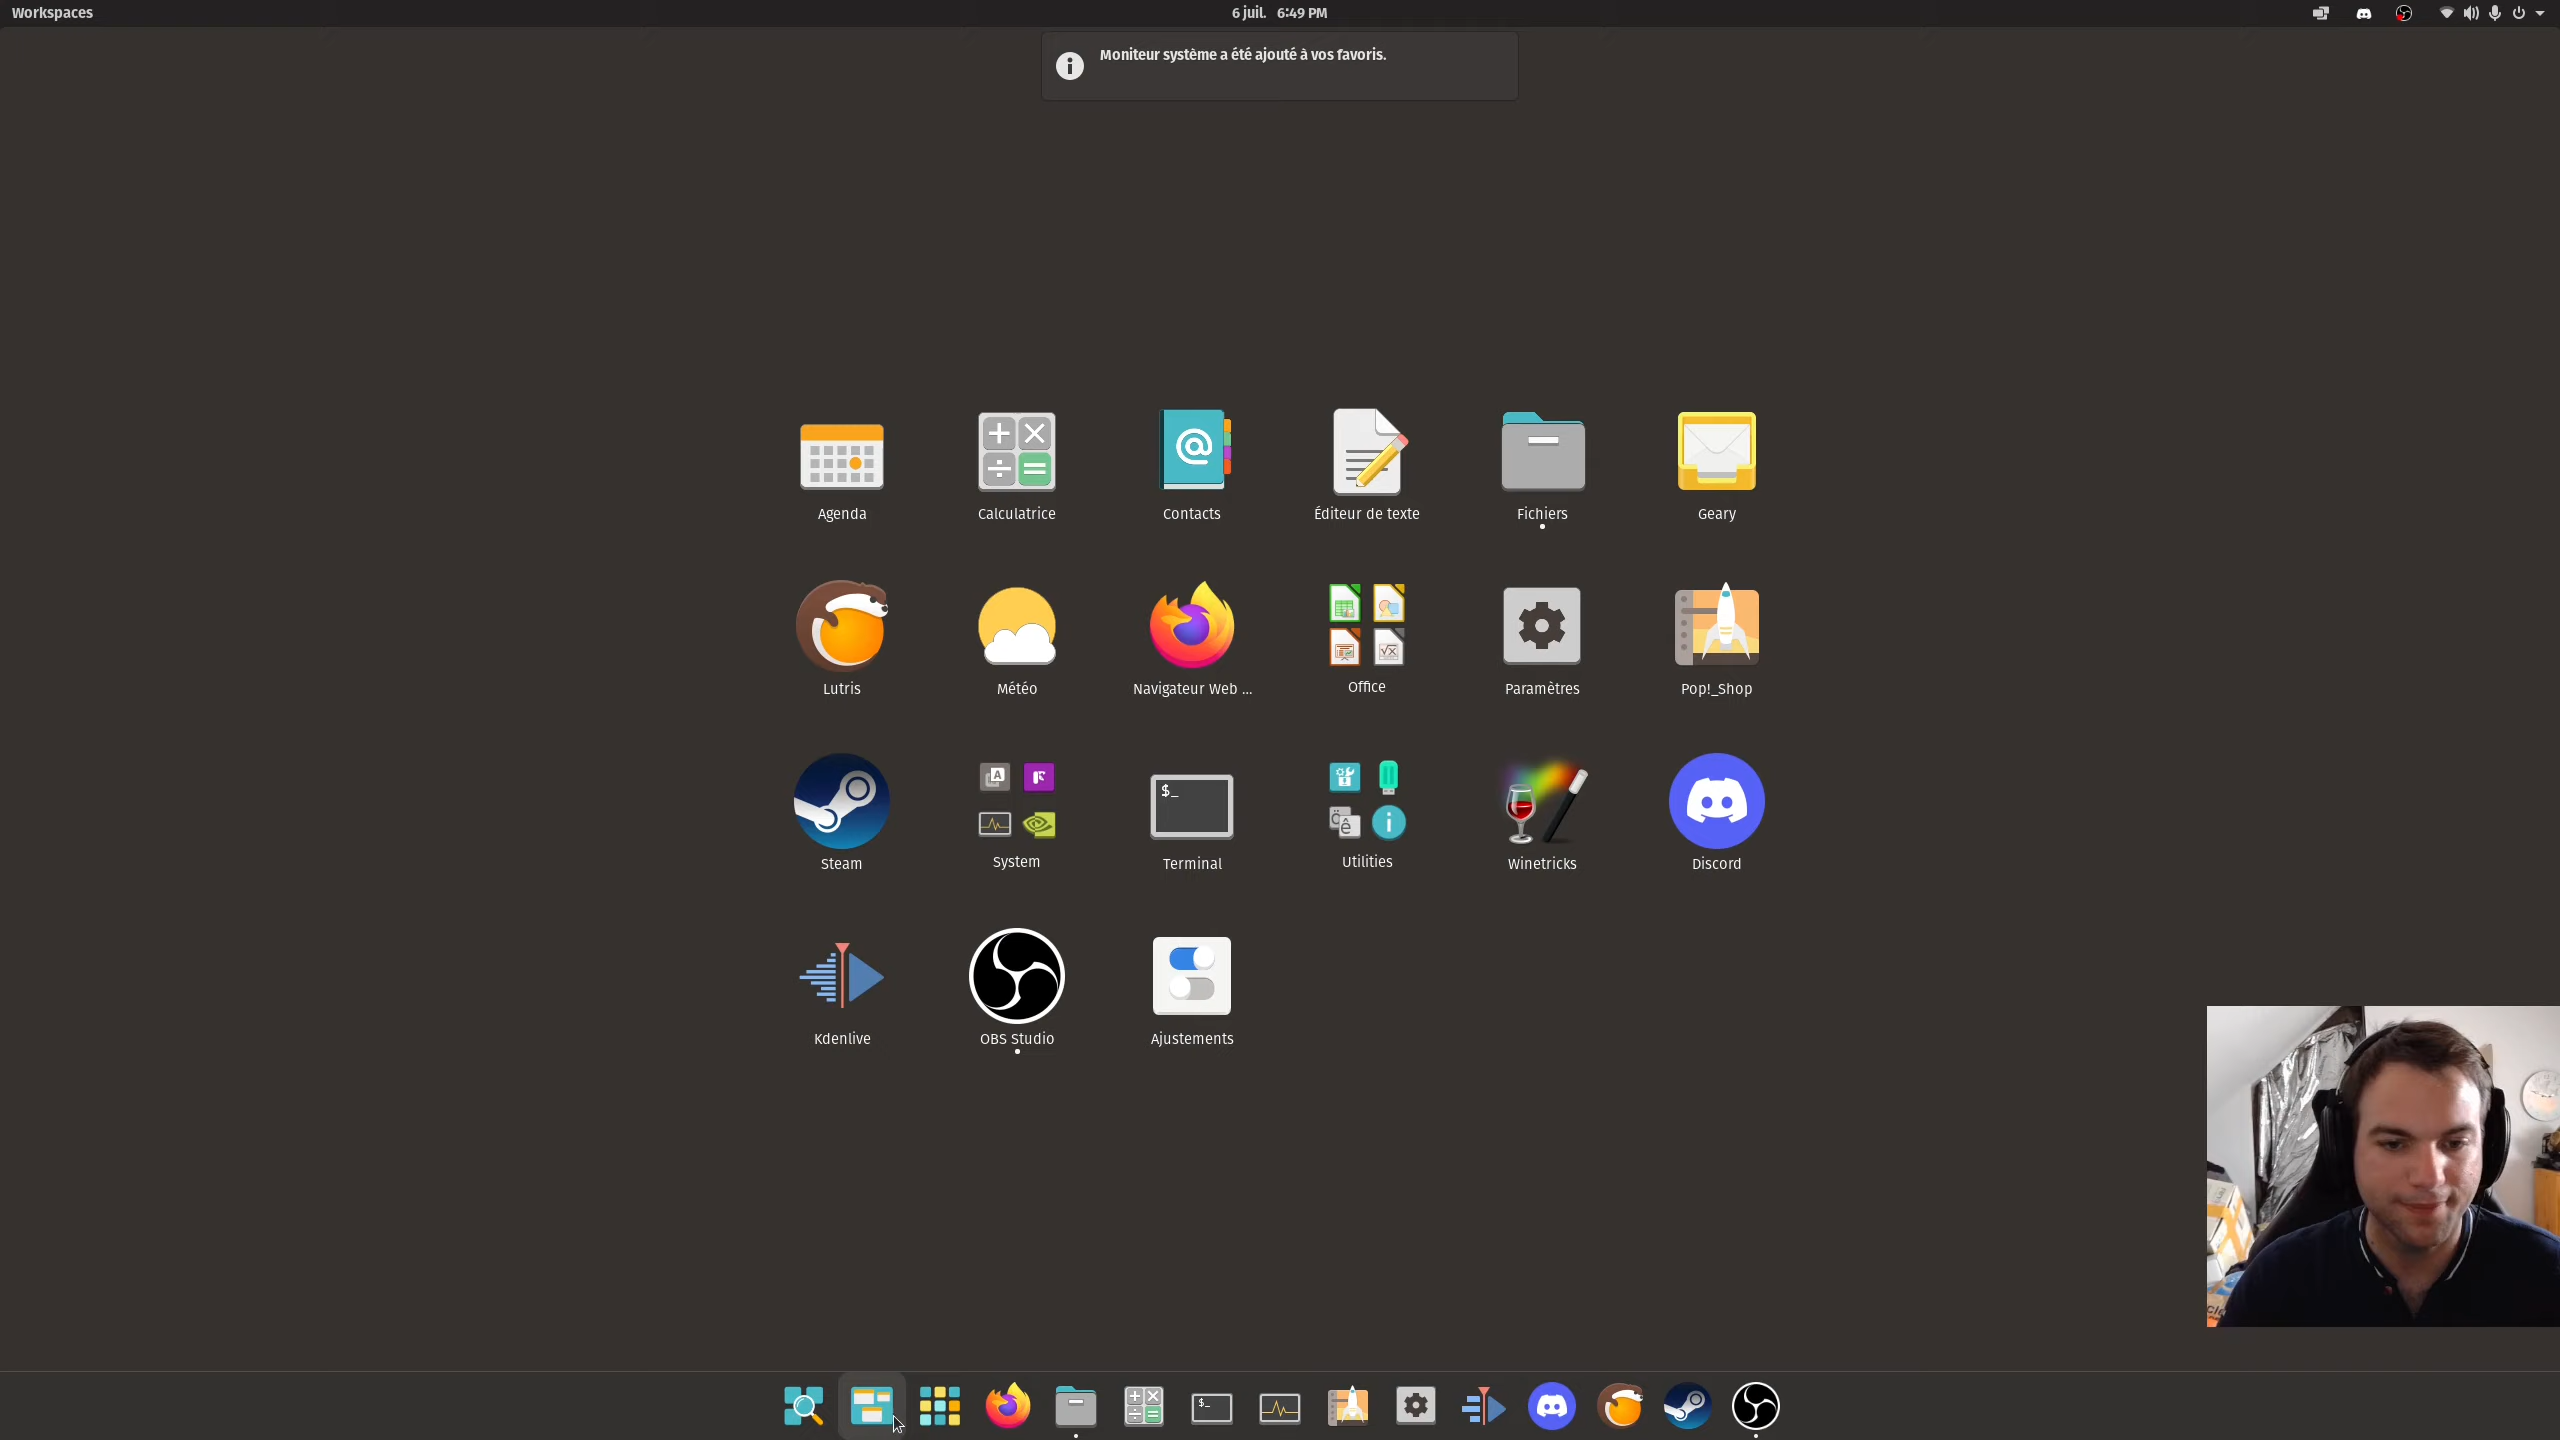 Workspaces
6 juil. 6:49 PM
Moniteur système a été ajouté à vos favoris.
Agenda
Calculatrice
Contacts
Éditeur de texte
Fichiers
Geary
Lutris
Météo
Navigateur Web ...
Office
Paramètres
Pop!_Shop
Steam
System
$_
Terminal
Utilities
Winetricks
Discord
Kdenlive
OBS Studio
Ajustements
$_